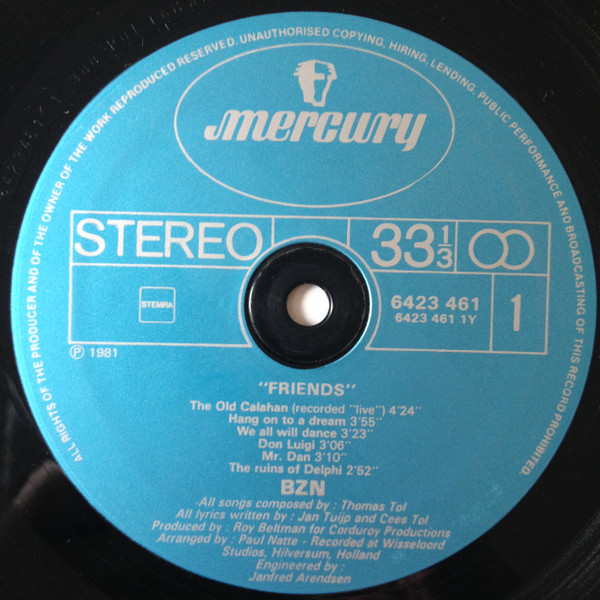 ALL RIGHTS OF THE PRODUCER AND OF THE OWNER OF THE WORK REPRODUCED RESERVED. UNAUTHORISED COPYING, HIRING, LENDING, PUBLIC PERFORMANCE AND BROADCASTING OF THIS RECORD PROHIBITED.
mercury
STEREO 33 1/3
STEMRA
6423 461
6423 461 1Y
1
℗ 1981
"FRIENDS"
The Old Calahan (recorded "live") 4'24"
Hang on to a dream 3'55"
We all will dance 3'23"
Don Luigi 3'06"
Mr. Dan 3'10"
The ruins of Delphi 2'52"
BZN
All songs composed by : Thomas Tol
All lyrics written by : Jan Tuijp and Cees Tol
Produced by : Roy Beltman for Corduroy Productions
Arranged by : Paul Natte - Recorded at Wisseloord
Studios, Hilversum, Holland
Engineered by :
Janfred Arendsen